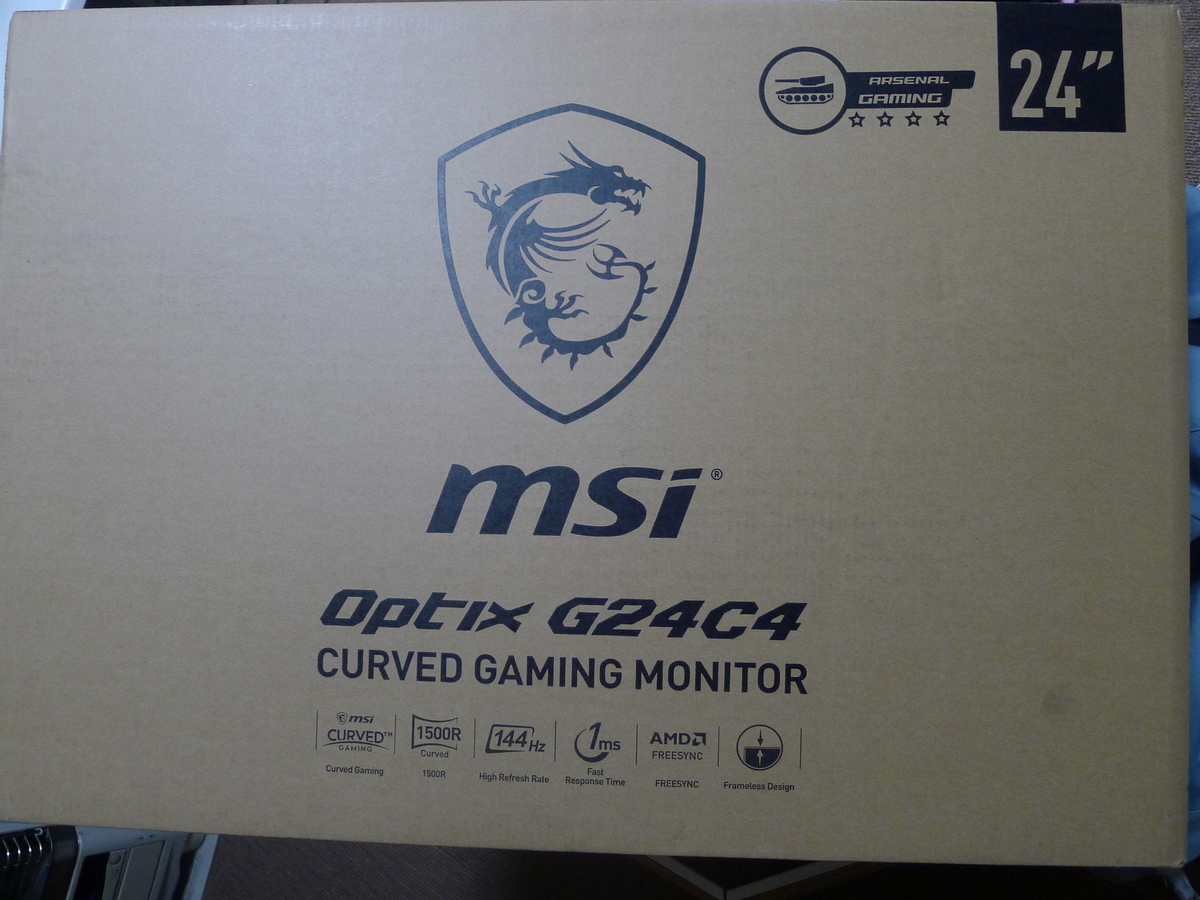 ARSENAL
GAMING
24”
msi®
Optix G24C4
CURVED GAMING MONITOR
msi
CURVED™
GAMING
Curved Gaming
1500R
Curved
1500R
144Hz
High Refresh Rate
1ms
Fast
Response Time
AMD
FREESYNC
FREESYNC
Frameless Design